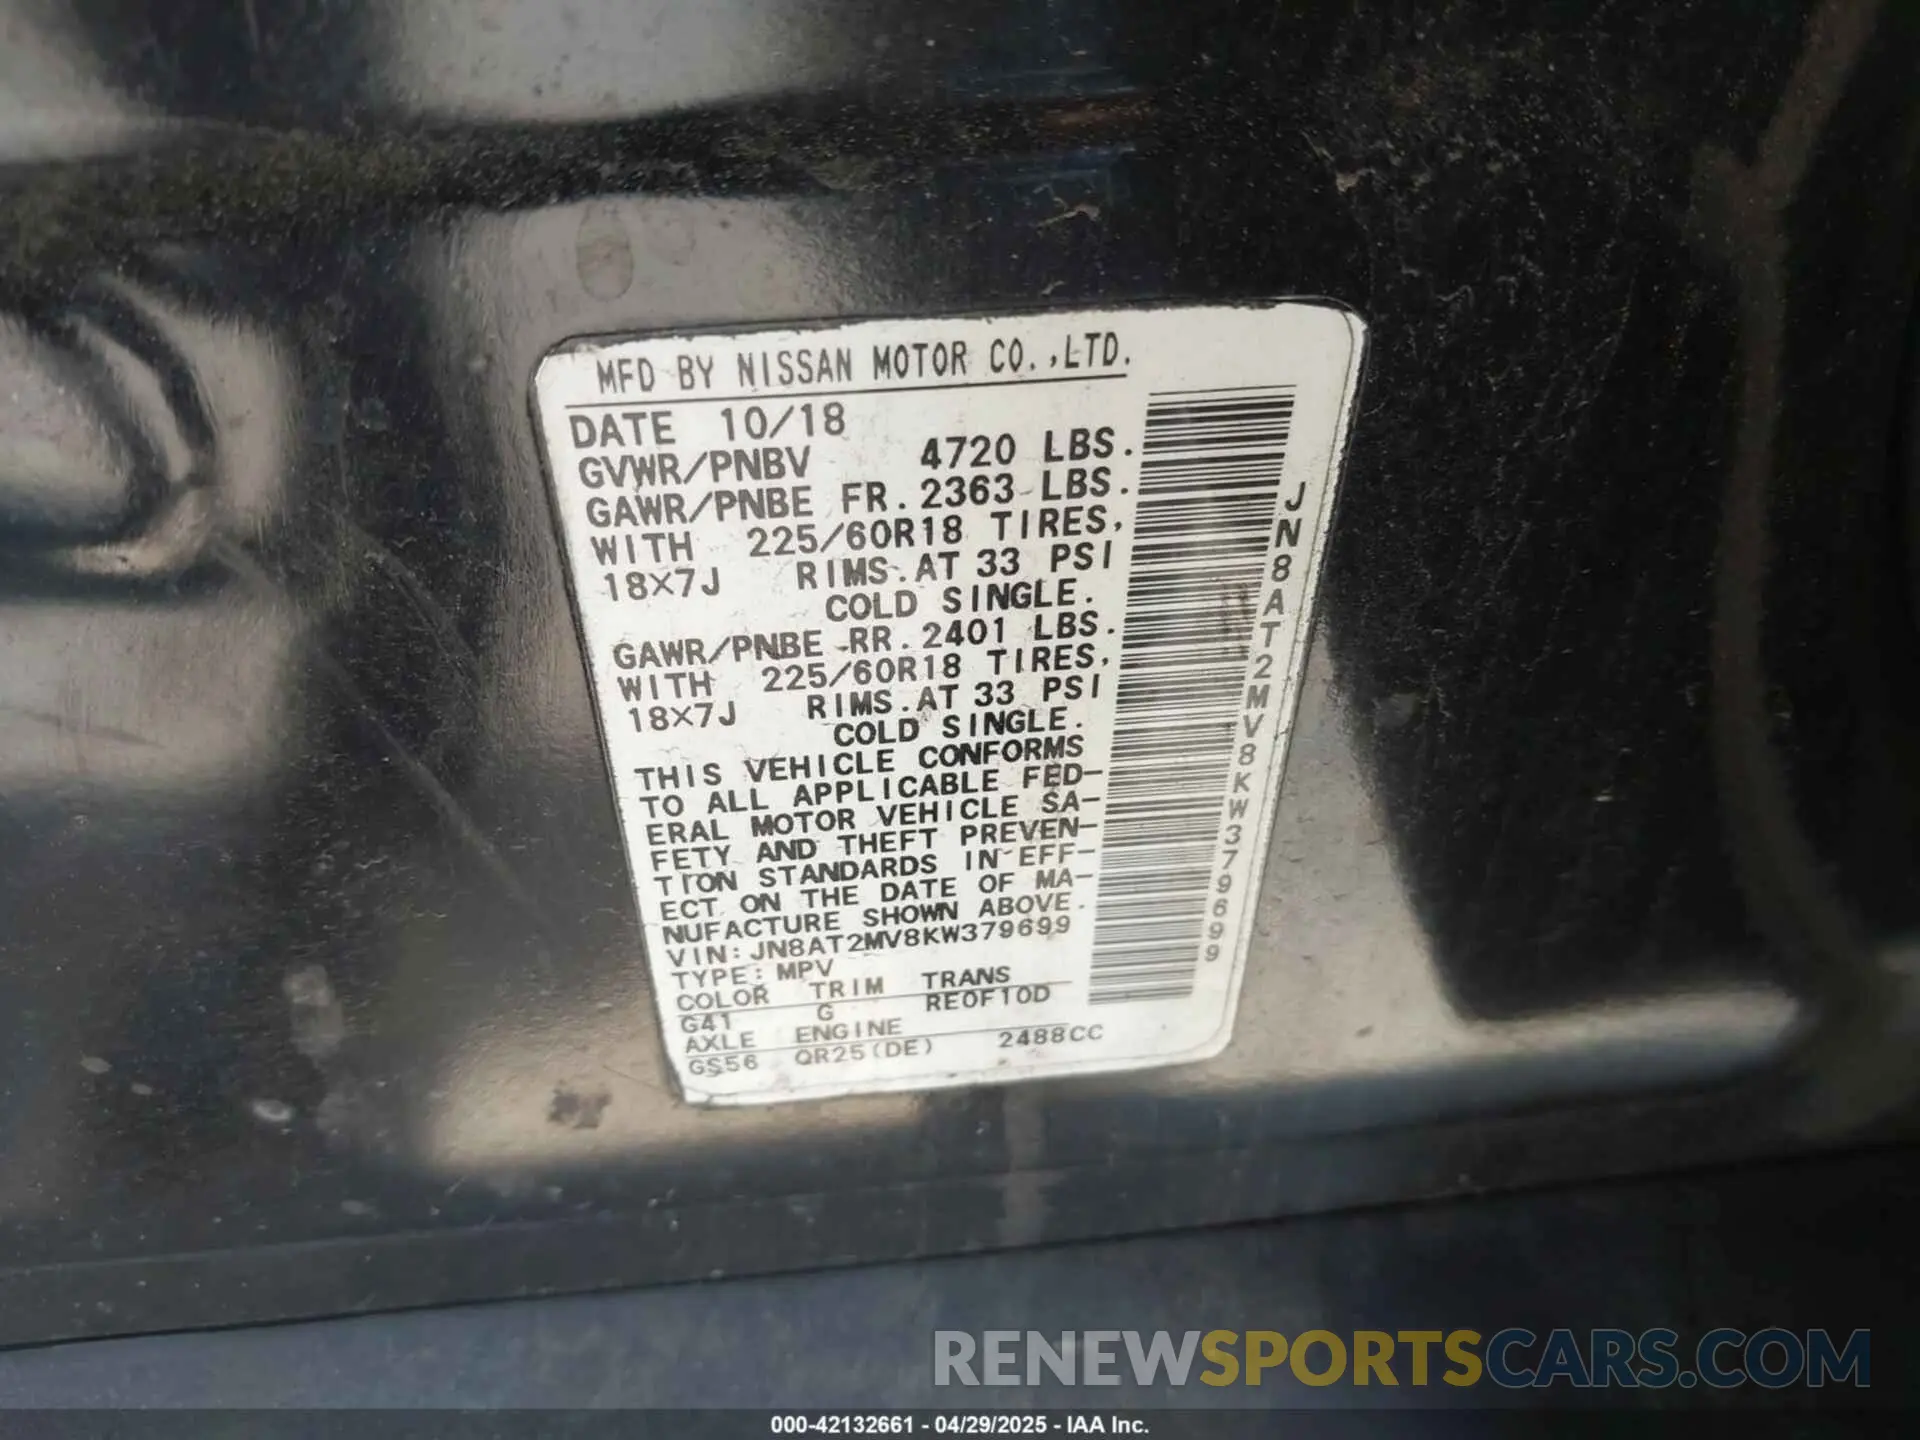 MFD BY NISSAN MOTOR CO.,LTD.
DATE 10/18
GVWR/PNBV 4720 LBS.
GAWR/PNBE FR. 2363 LBS.
WITH 225/60R18 TIRES,
18×7J RIMS.AT 33 PSI
COLD SINGLE.
GAWR/PNBE RR. 2401 LBS.
WITH 225/60R18 TIRES,
18×7J RIMS.AT 33 PSI
COLD SINGLE.
THIS VEHICLE CONFORMS
TO ALL APPLICABLE FED-
ERAL MOTOR VEHICLE SA-
FETY AND THEFT PREVEN-
TION STANDARDS IN EFF-
ECT ON THE DATE OF MA-
NUFACTURE SHOWN ABOVE.
VIN: JN8AT2MV8KW379699
TYPE: MPV
COLOR TRIM TRANS
G41 G RE0F10D
AXLE ENGINE
GS56 QR25(DE) 2488CC
JN8AT2MV8KW379699
RENEWSPORTSCARS.COM
000-42132661 - 04/29/2025 - IAA Inc.